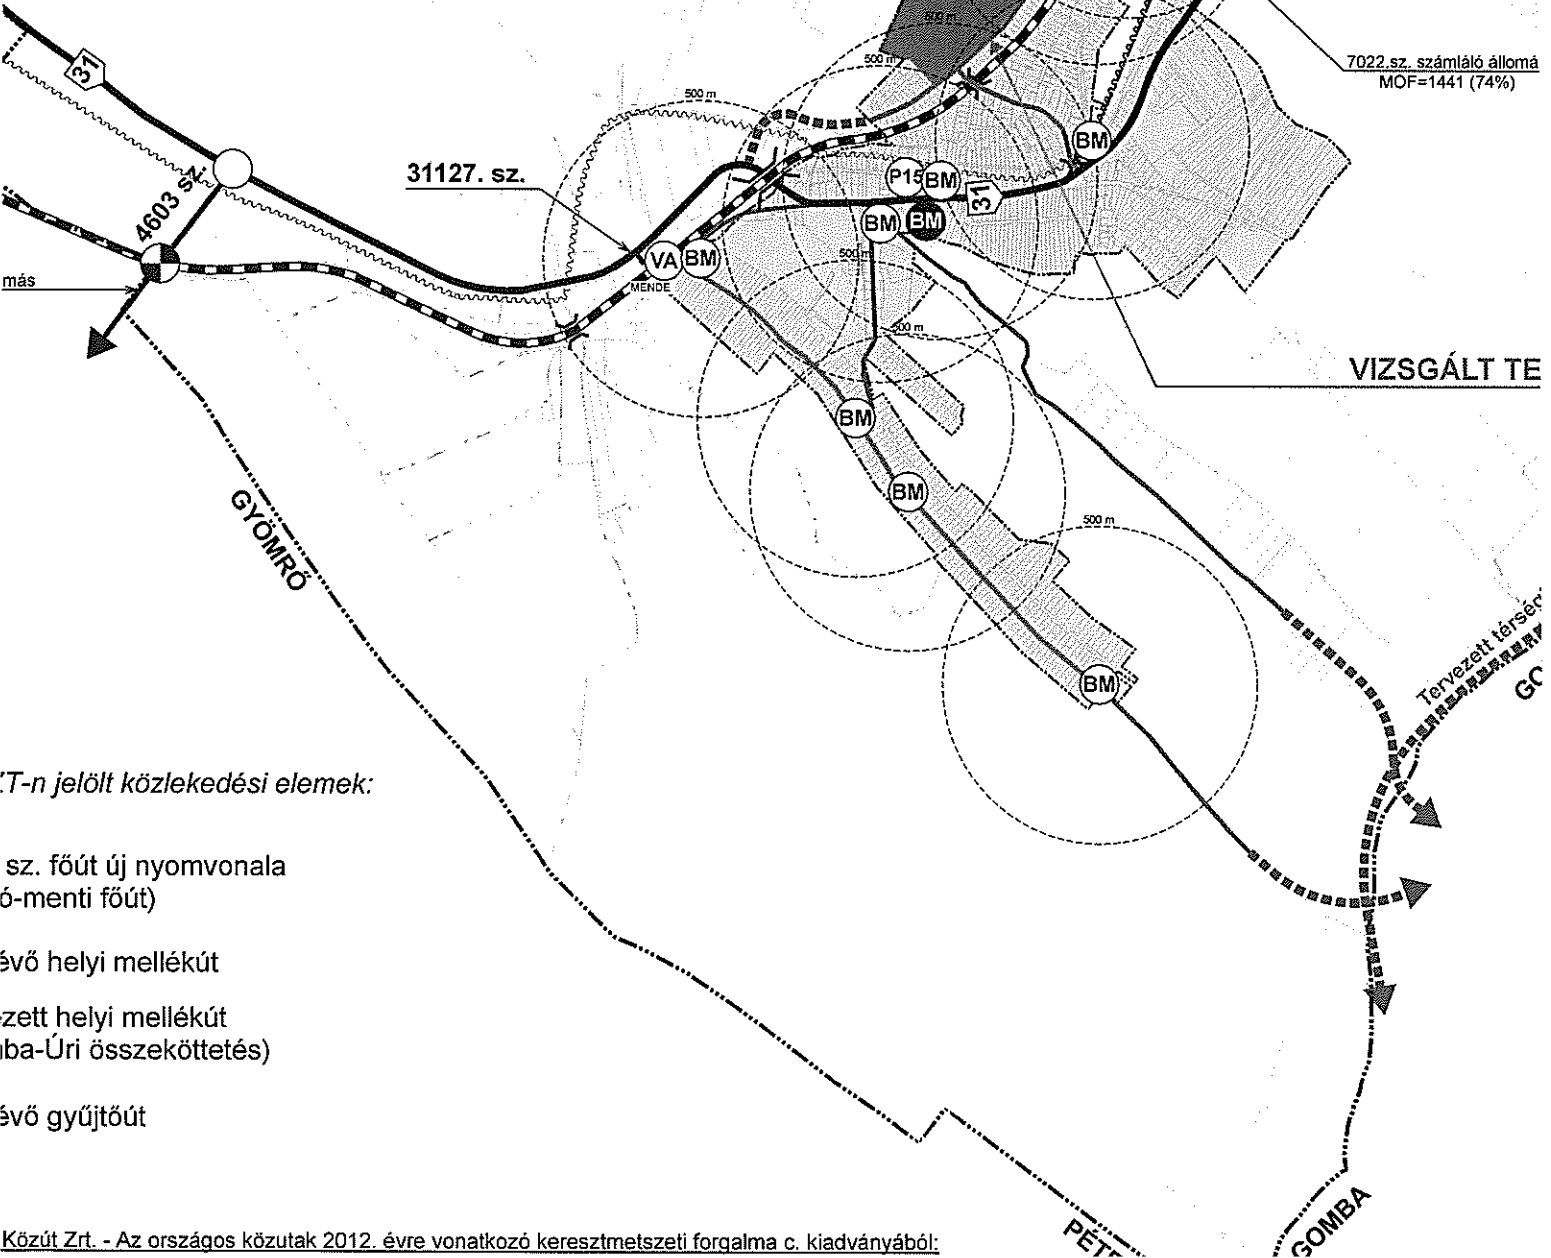 500 m
500 m
500 m
7022.sz. számláló állomá
MOF=1441 (74%)
31
BM
31127. sz.
4603 sz.
P15
BM
31
BM
BM
VA
BM
MENDE
500 m
más
500 m
VIZSGÁLT TE
BM
GYÖMRŐ
BM
500 m
Tervezett térség
GO
BM
ZT-n jelölt közlekedési elemek:
sz. főút új nyomvonala
ó-menti főút)
évő helyi mellékút
ezett helyi mellékút
ba-Úri összeköttetés)
évő gyűjtőút
GOMBA
PÉTE
Közút Zrt. - Az országos közutak 2012. évre vonatkozó keresztmetszeti forgalma c. kiadványából: